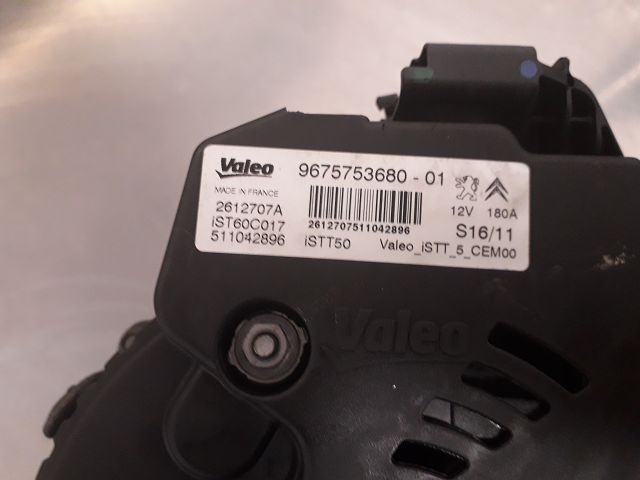 Valeo 9675753680 - 01
MADE IN FRANCE
12V 180A
2612707A 2612707511042896
iST60C017 S16/11
511042896 iSTT50 Valeo_iSTT_5_CEM00
Valeo